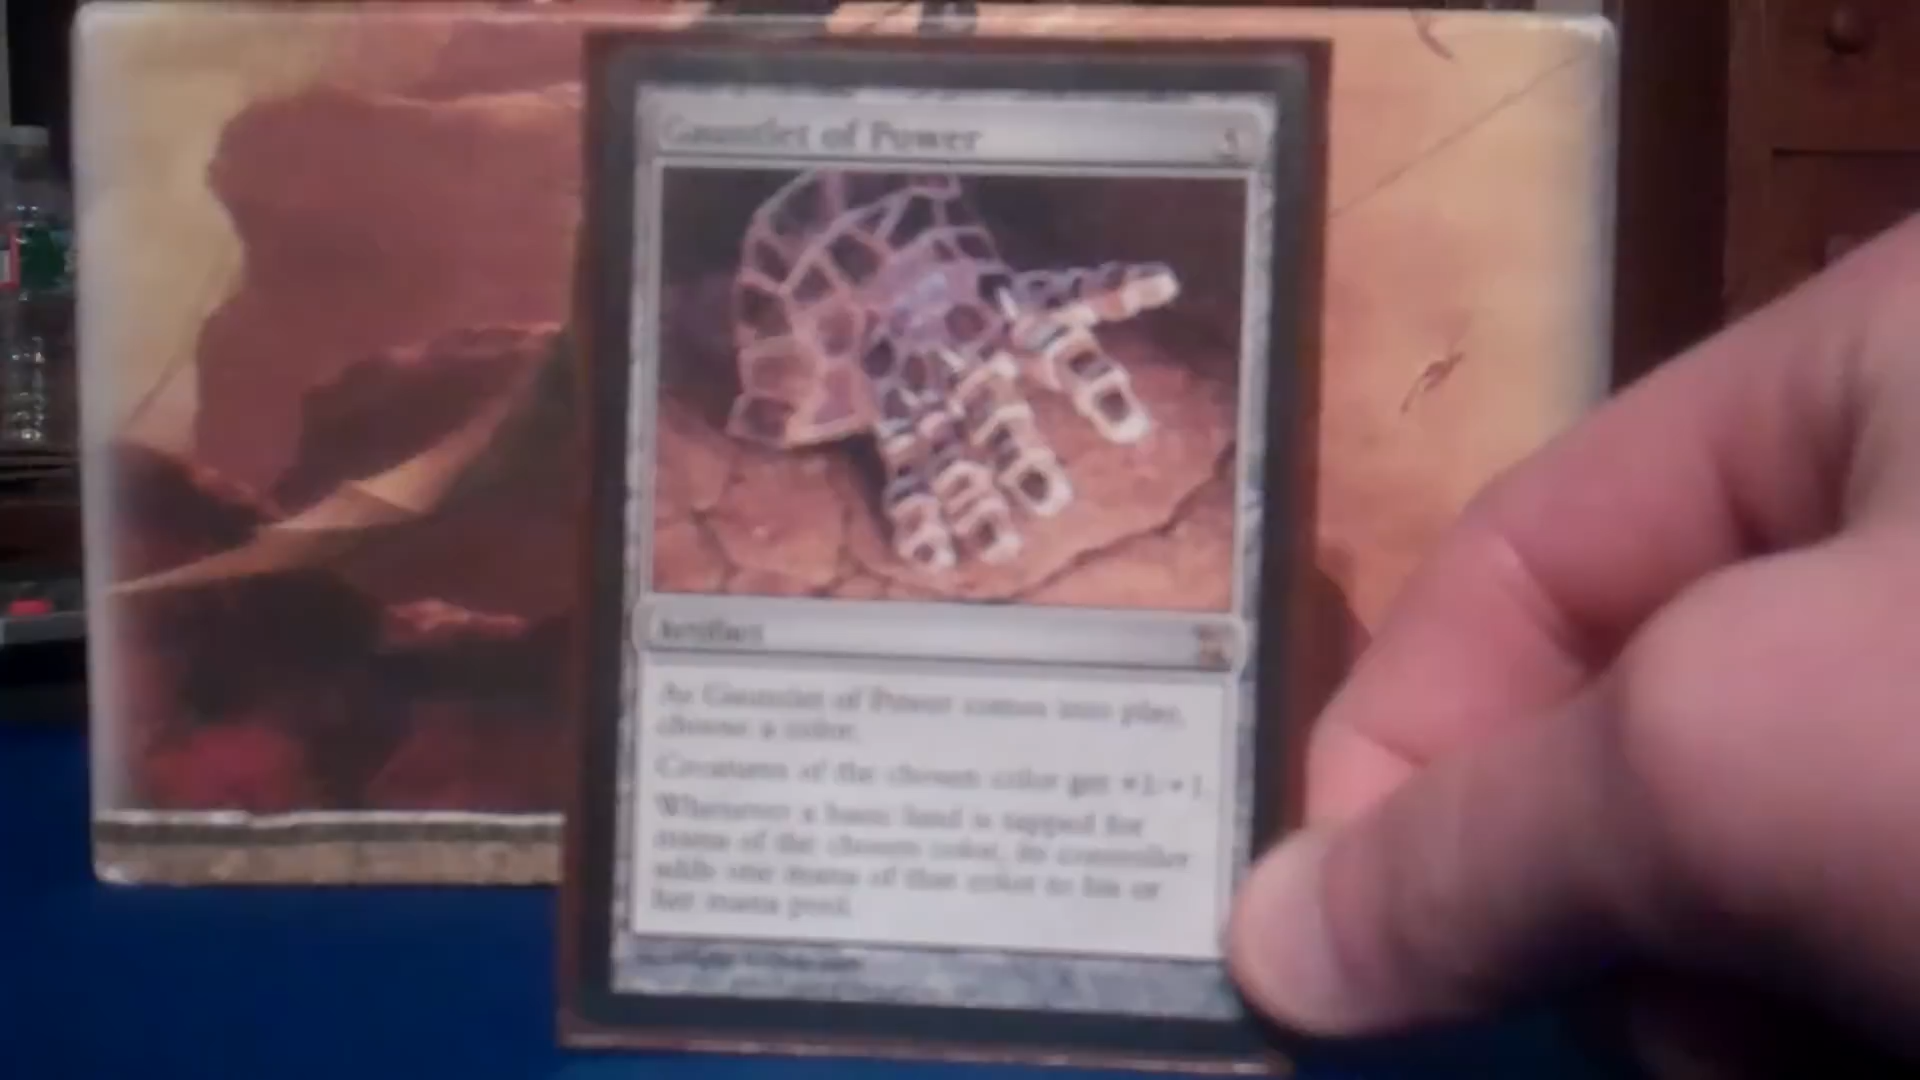 Gauntlet of Power 5
Artifact
As Gauntlet of Power comes into play,
choose a color.
Creatures of the chosen color get +1/+1.
Whenever a basic land is tapped for
mana of the chosen color, its controller
adds one mana of that color to his or
her mana pool.